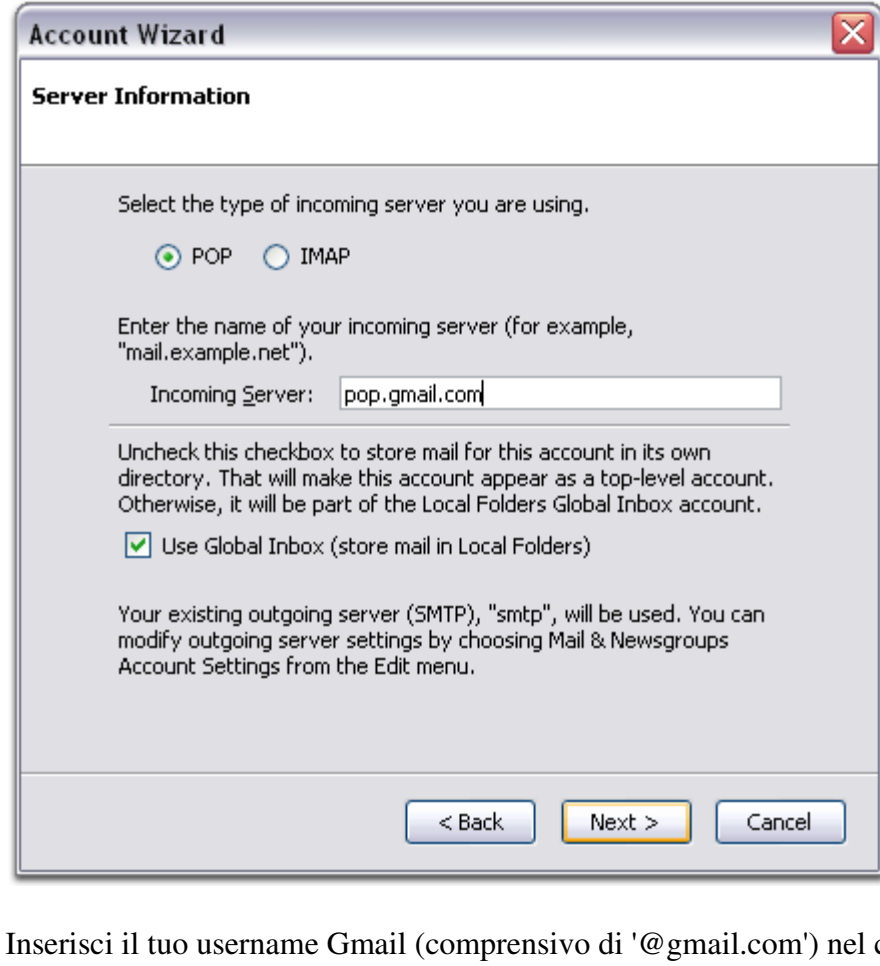 Account Wizard
Server Information
Select the type of incoming server you are using.
POP IMAP
Enter the name of your incoming server (for example,
"mail.example.net").
Incoming Server: pop.gmail.com
Uncheck this checkbox to store mail for this account in its own
directory. That will make this account appear as a top-level account.
Otherwise, it will be part of the Local Folders Global Inbox account.
Use Global Inbox (store mail in Local Folders)
Your existing outgoing server (SMTP), "smtp", will be used. You can
modify outgoing server settings by choosing Mail & Newsgroups
Account Settings from the Edit menu.
< Back Next > Cancel
Inserisci il tuo username Gmail (comprensivo di '@gmail.com') nel